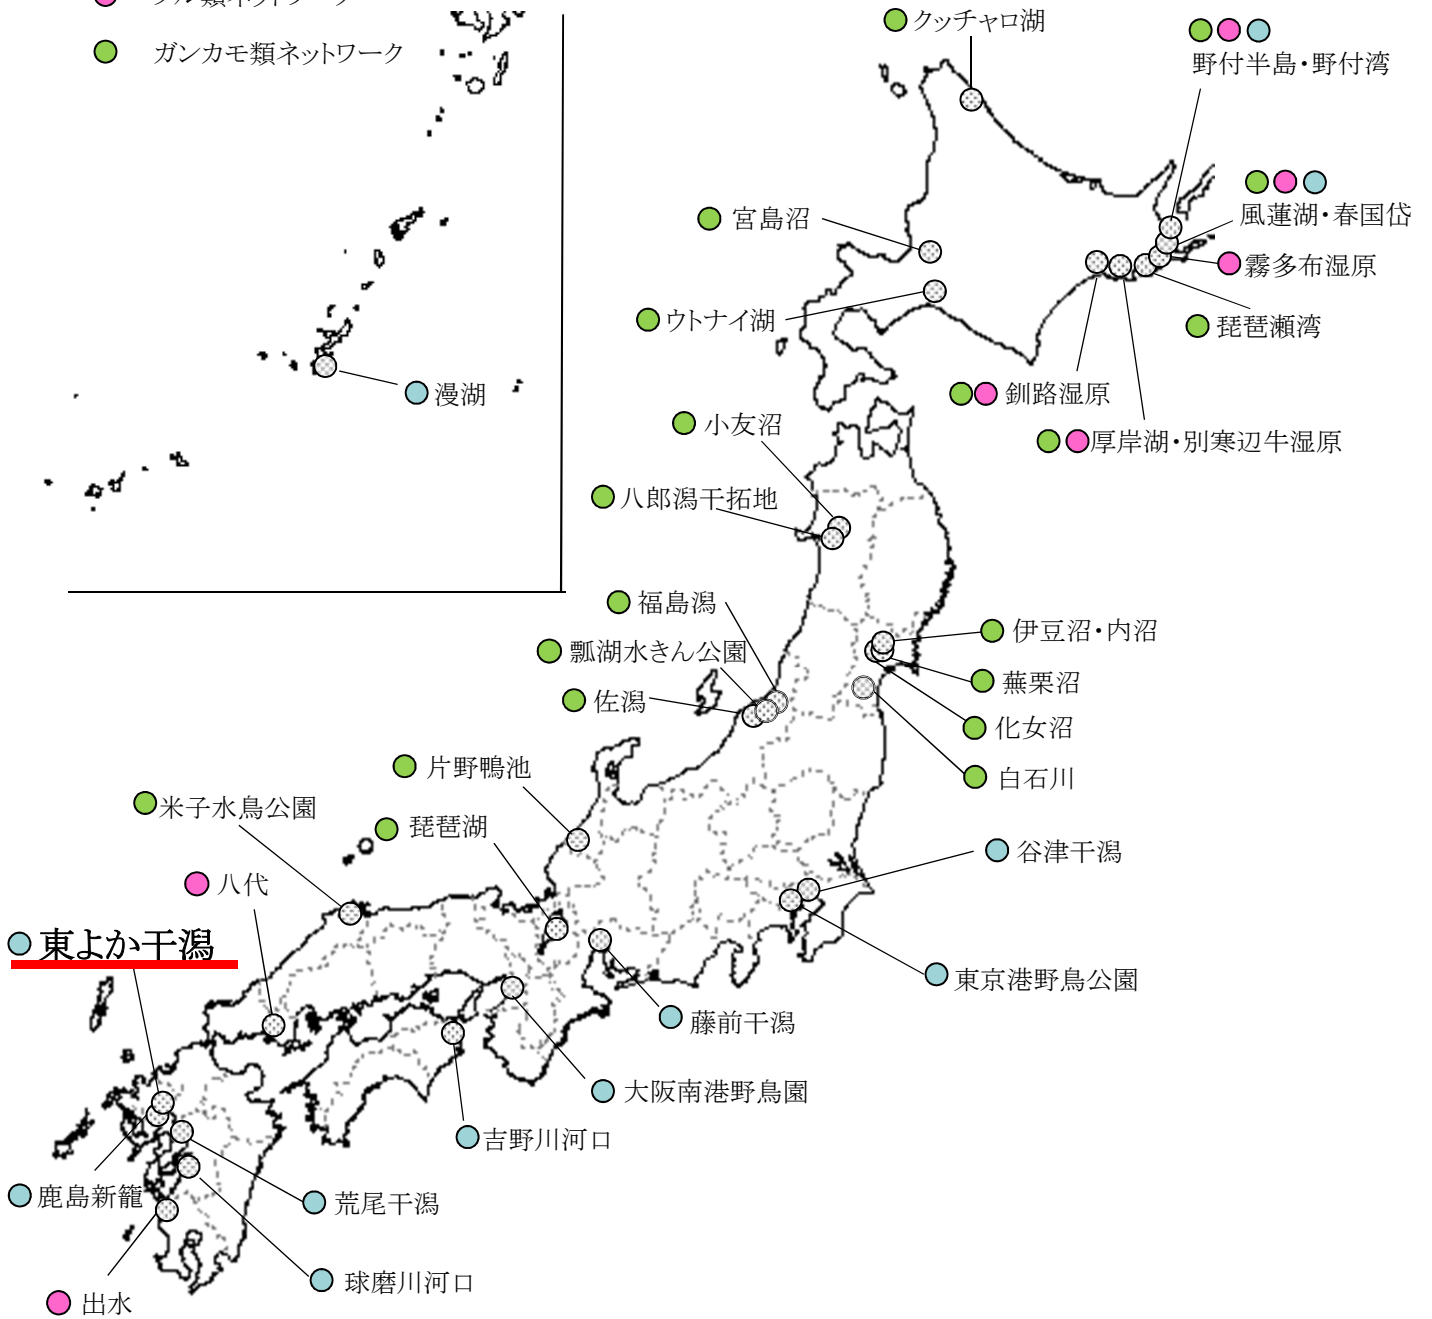 ガンカモ類ネットワーク
クッチャロ湖
野付半島・野付湾
風蓮湖・春国岱
宮島沼
霧多布湿原
ウトナイ湖
琵琶瀬湾
漫湖
釧路湿原
小友沼
厚岸湖・別寒辺牛湿原
八郎潟干拓地
福島潟
伊豆沼・内沼
瓢湖水きん公園
蕪栗沼
佐潟
化女沼
片野鴨池
白石川
米子水鳥公園
琵琶湖
谷津干潟
八代
東よか干潟
東京港野鳥公園
藤前干潟
大阪南港野鳥園
吉野川河口
鹿島新籠
荒尾干潟
球磨川河口
出水